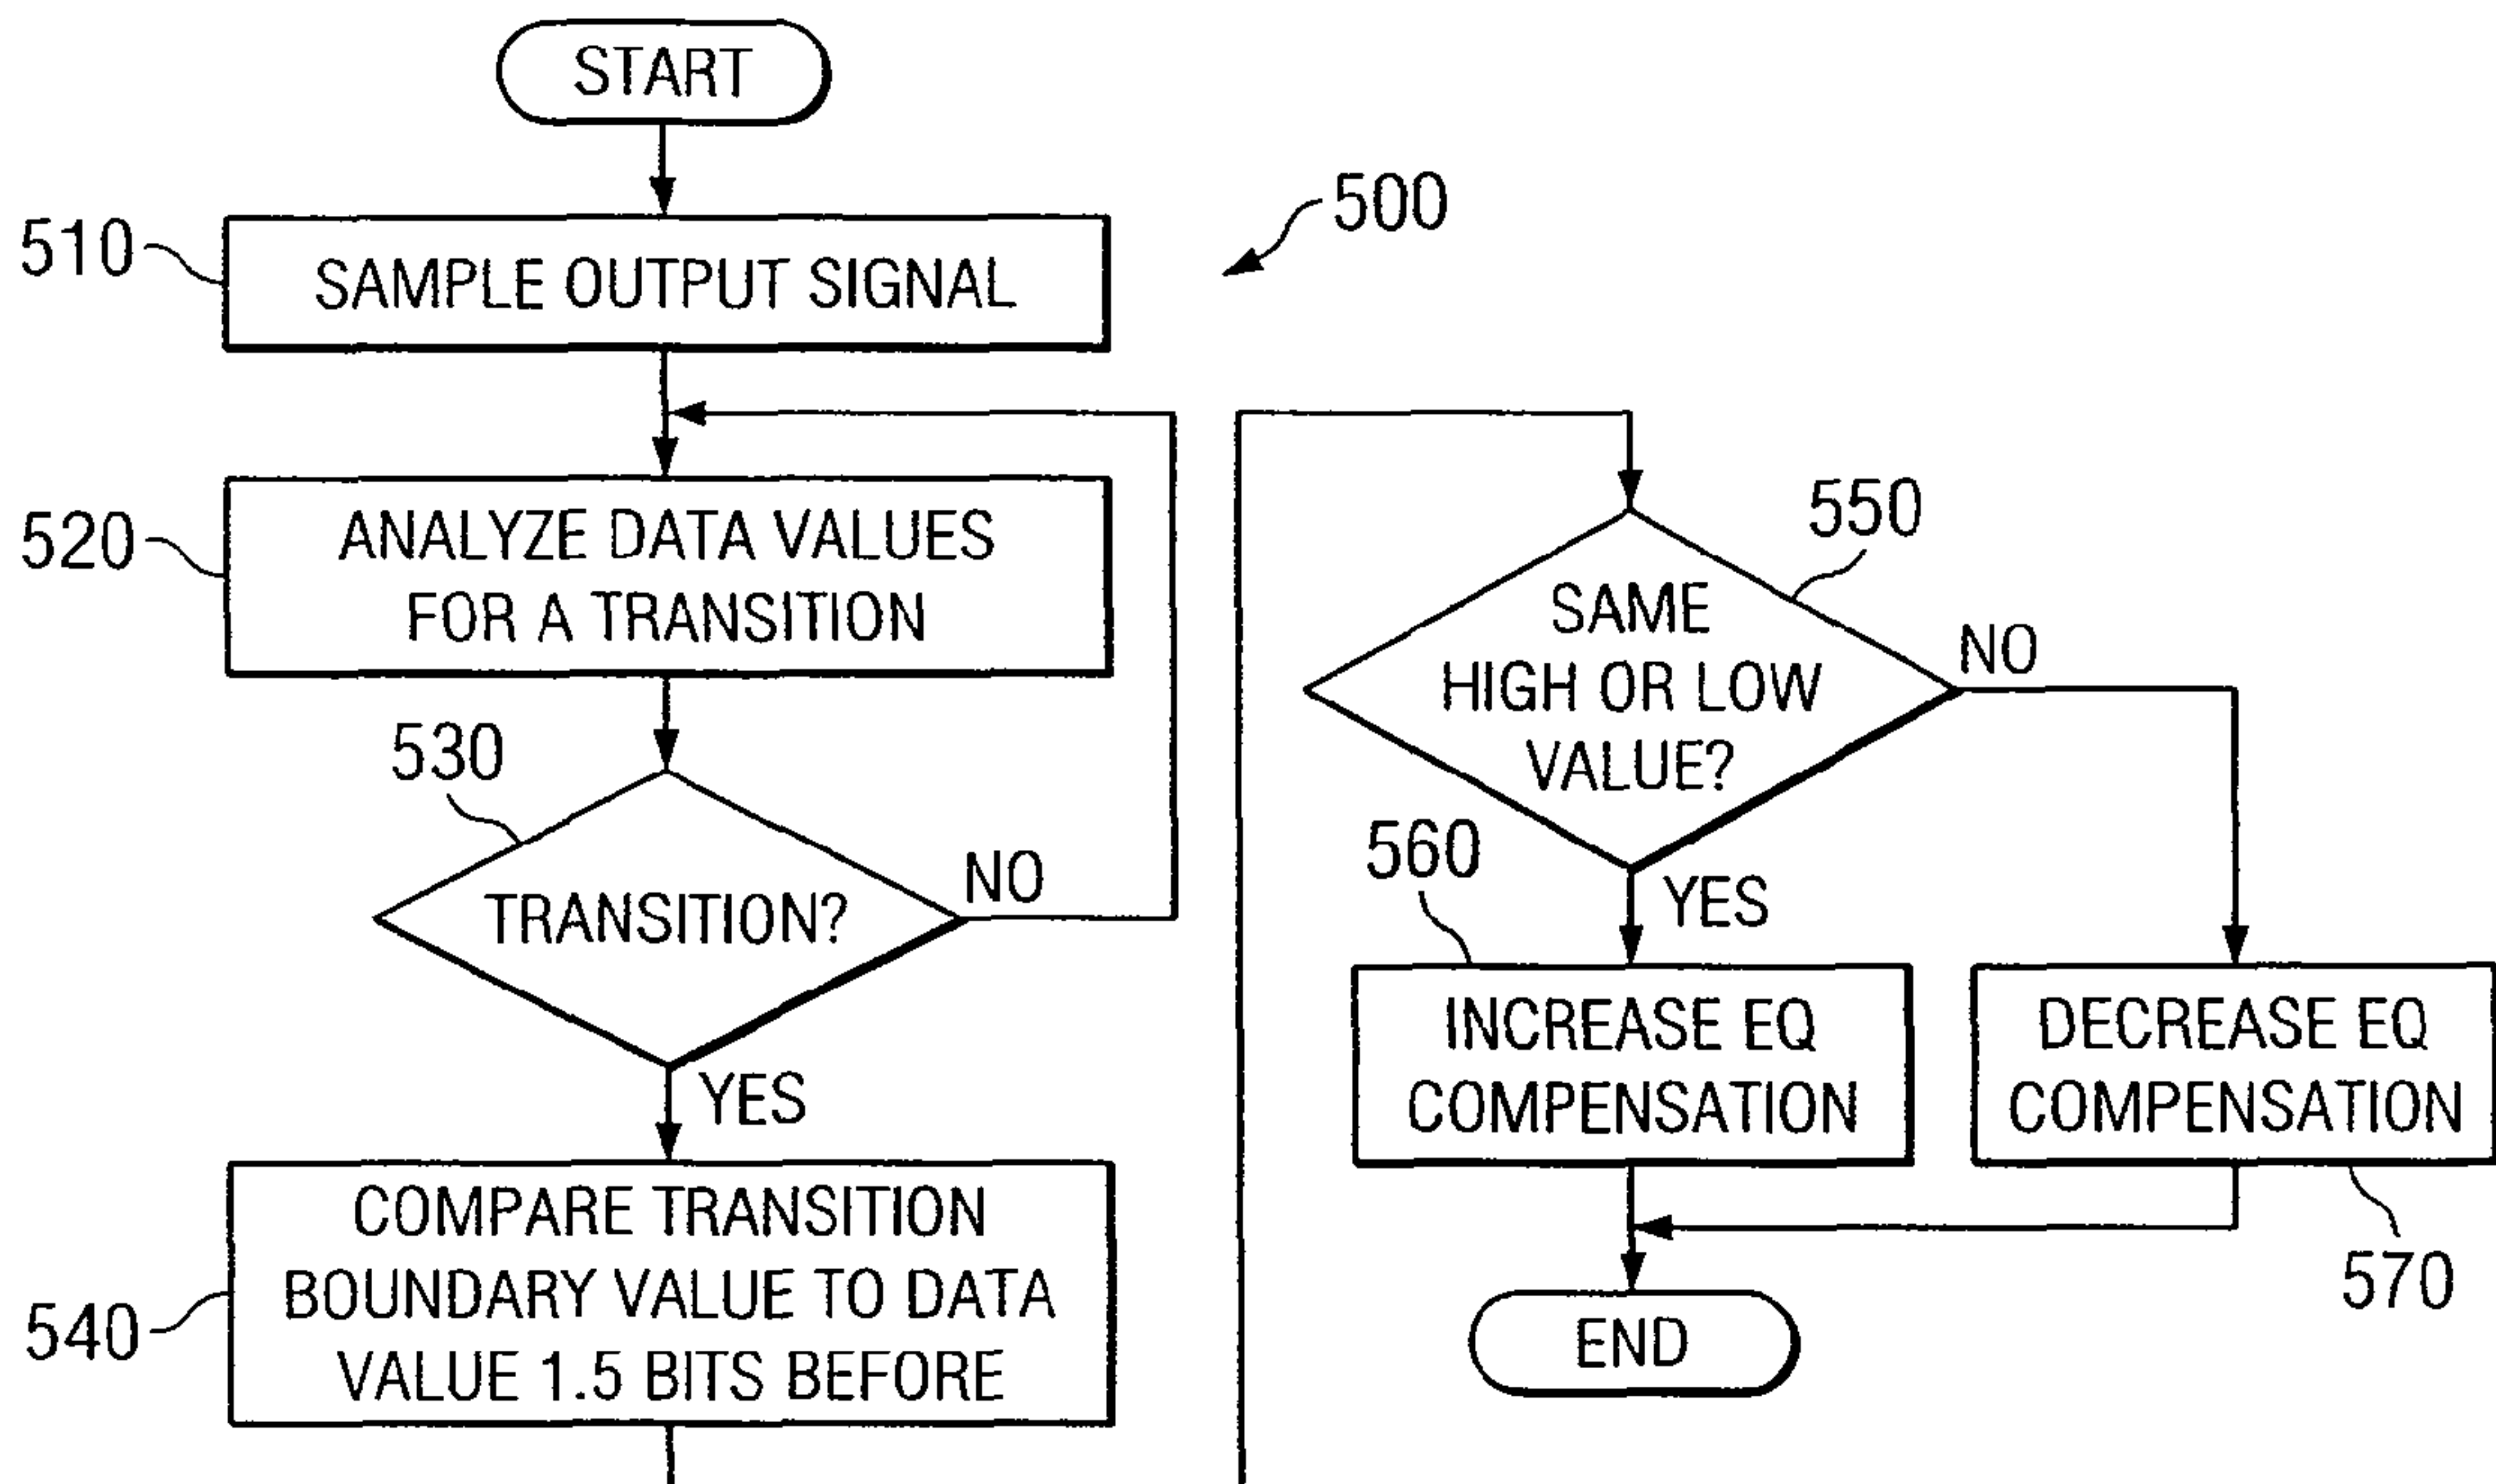 START
500
510
SAMPLE OUTPUT SIGNAL
520
ANALYZE DATA VALUES
FOR A TRANSITION
530
TRANSITION?
NO
YES
540
COMPARE TRANSITION
BOUNDARY VALUE TO DATA
VALUE 1.5 BITS BEFORE
550
SAME
HIGH OR LOW
VALUE?
NO
YES
560
INCREASE EQ
COMPENSATION
DECREASE EQ
COMPENSATION
570
END